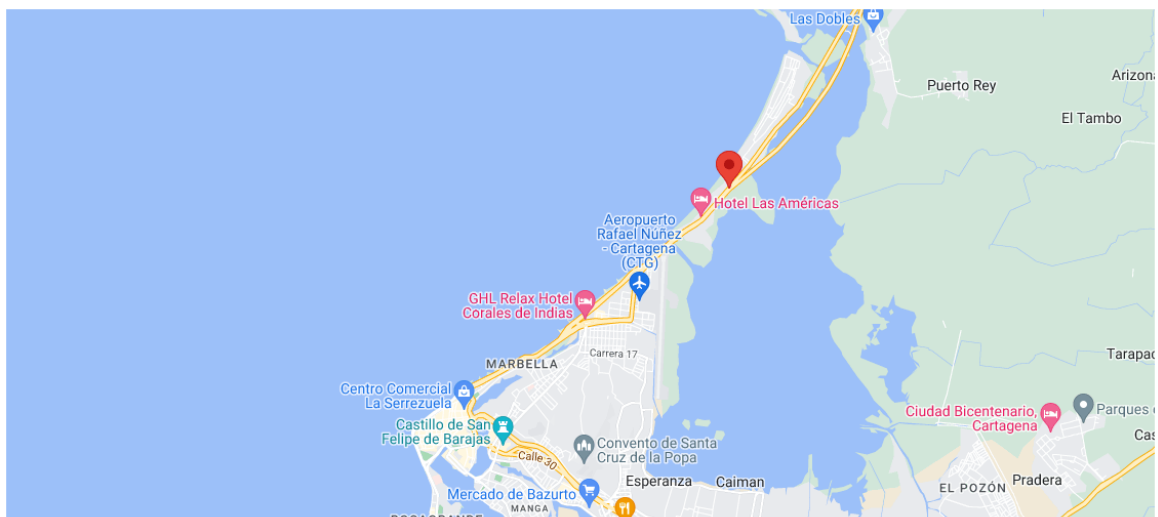 Las Dobles
Arizona
Puerto Rey
El Tambo
Hotel Las Américas
Aeropuerto
Rafael Núñez
- Cartagena
(CTG)
GHL Relax Hotel
Corales de Indias
Carrera 17
MARBELLA
Tarapac
Centro Comercial
La Serrezuela
Ciudad Bicentenario,
Cartagena
Parques
Castillo de San
Felipe de Barajas
Cas
Convento de Santa
Cruz de la Popa
Calle 30
Esperanza
Caiman
Pradera
EL POZÓN
Mercado de Bazurto
MANGA